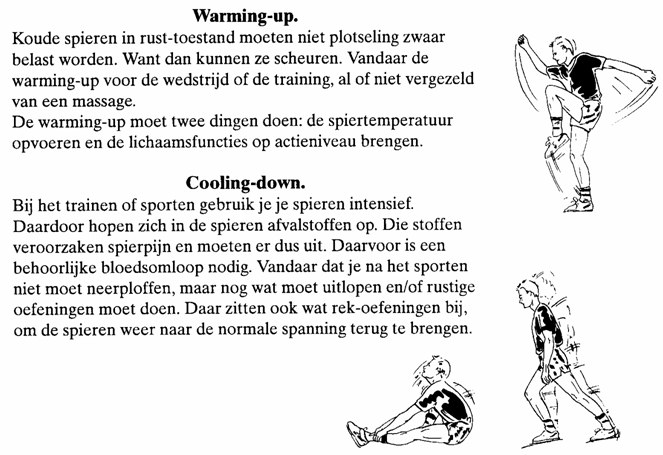 Warming-up.
Koude spieren in rust-toestand moeten niet plotseling zwaar
belast worden. Want dan kunnen ze scheuren. Vandaar de
warming-up voor de wedstrijd of de training, al of niet vergezeld
van een massage.
De warming-up moet twee dingen doen: de spiertemperatuur
opvoeren en de lichaamsfuncties op actieniveau brengen.
Cooling-down.
Bij het trainen of sporten gebruik je je spieren intensief.
Daardoor hopen zich in de spieren afvalstoffen op. Die stoffen
veroorzaken spierpijn en moeten er dus uit. Daarvoor is een
behoorlijke bloedsomloop nodig. Vandaar dat je na het sporten
niet moet neerploffen, maar nog wat moet uitlopen en/of rustige
oefeningen moet doen. Daar zitten ook wat rek-oefeningen bij,
om de spieren weer naar de normale spanning terug te brengen.